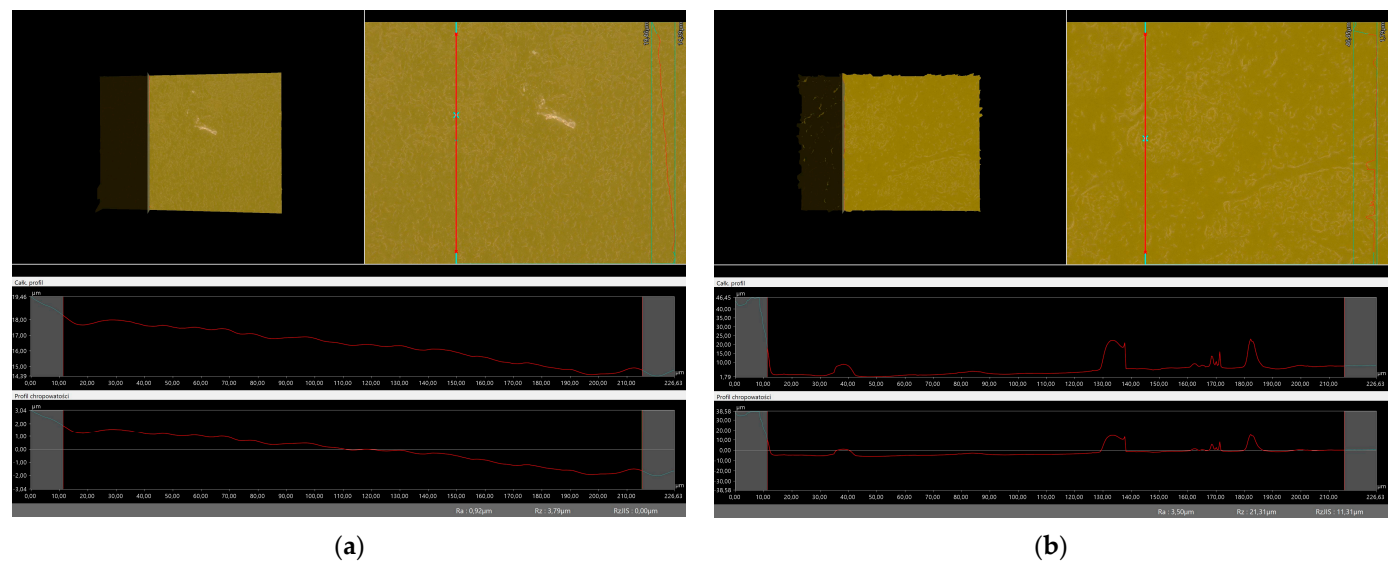 Całk. profil
µm
19,46
18,00
17,00
16,00
15,00
14,39
µm
0,00 10,00 20,00 30,00 40,00 50,00 60,00 70,00 80,00 90,00 100,00 110,00 120,00 130,00 140,00 150,00 160,00 170,00 180,00 190,00 200,00 210,00 226,63
Profil chropowatości
µm
3,04
2,00
1,00
0,00
-1,00
-2,00
-3,04
µm
0,00 10,00 20,00 30,00 40,00 50,00 60,00 70,00 80,00 90,00 100,00 110,00 120,00 130,00 140,00 150,00 160,00 170,00 180,00 190,00 200,00 210,00 226,63
Ra : 0,92µm Rz : 3,79µm RzJIS : 0,00µm
(a)
Całk. profil
µm
46,45
40,00
35,00
30,00
25,00
20,00
15,00
10,00
1,79
µm
0,00 10,00 20,00 30,00 40,00 50,00 60,00 70,00 80,00 90,00 100,00 110,00 120,00 130,00 140,00 150,00 160,00 170,00 180,00 190,00 200,00 210,00 226,63
Profil chropowatości
µm
38,58
30,00
20,00
10,00
0,00
-10,00
-20,00
-30,00
-38,58
µm
0,00 10,00 20,00 30,00 40,00 50,00 60,00 70,00 80,00 90,00 100,00 110,00 120,00 130,00 140,00 150,00 160,00 170,00 180,00 190,00 200,00 210,00 226,63
Ra : 3,50µm Rz : 21,31µm RzJIS : 11,31µm
(b)